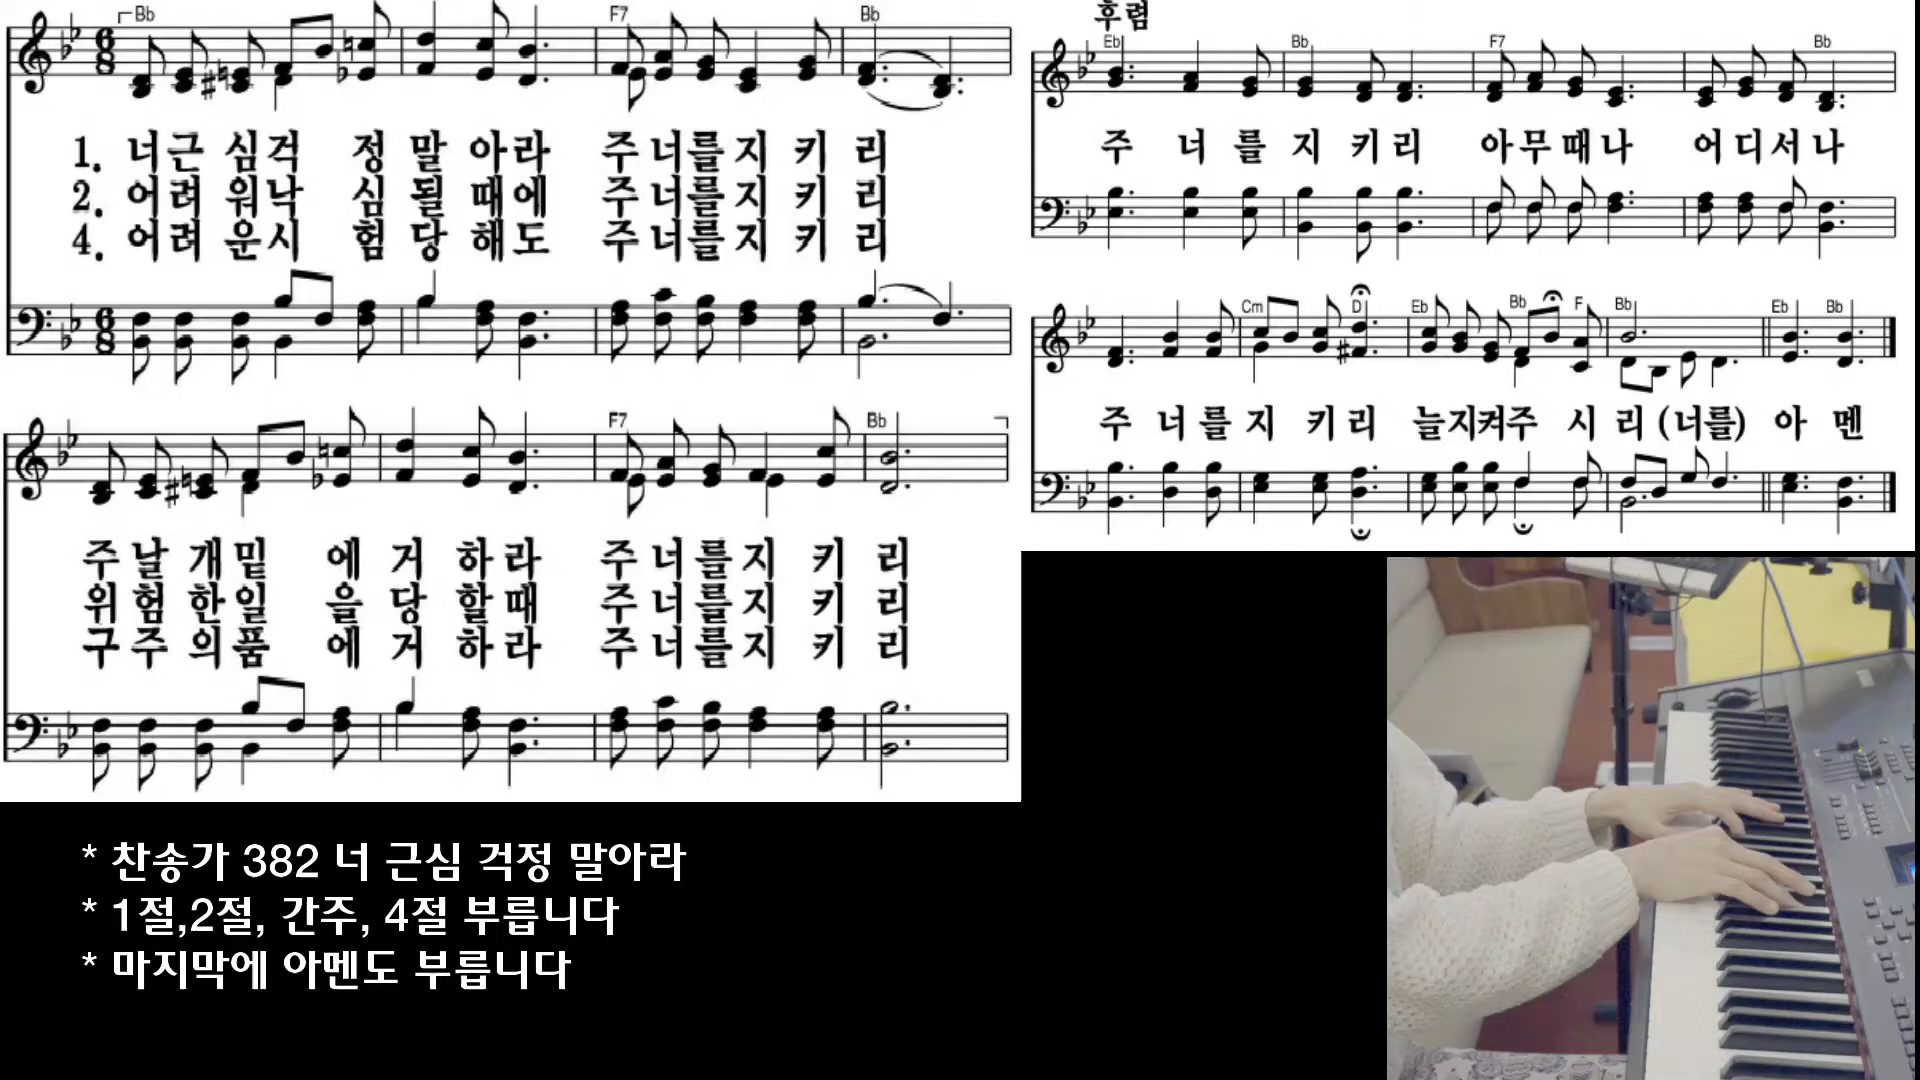 Bb F7 Bb
1. 너근 심걱 정 말 아라 주 너를 지 키 리
2. 어려 워낙 심 될 때에 주 너를 지 키 리
4. 어려 운시 험 당 해도 주 너를 지 키 리
F7 Bb
주 날 개 밑 에 거 하 라 주 너 를 지 키 리
위 험 한 일 을 당 할 때 주 너 를 지 키 리
구 주 의 품 에 거 하 라 주 너 를 지 키 리
후렴
Eb Bb F7 Bb
주 너 를 지 키 리 아 무 때 나 어 디 서 나
Cm D Eb Bb F Bb Eb Bb
주 너 를 지 키 리 늘지켜주 시 리 (너를) 아 멘
* 찬송가 382 너 근심 걱정 말아라
* 1절,2절, 간주, 4절 부릅니다
* 마지막에 아멘도 부릅니다